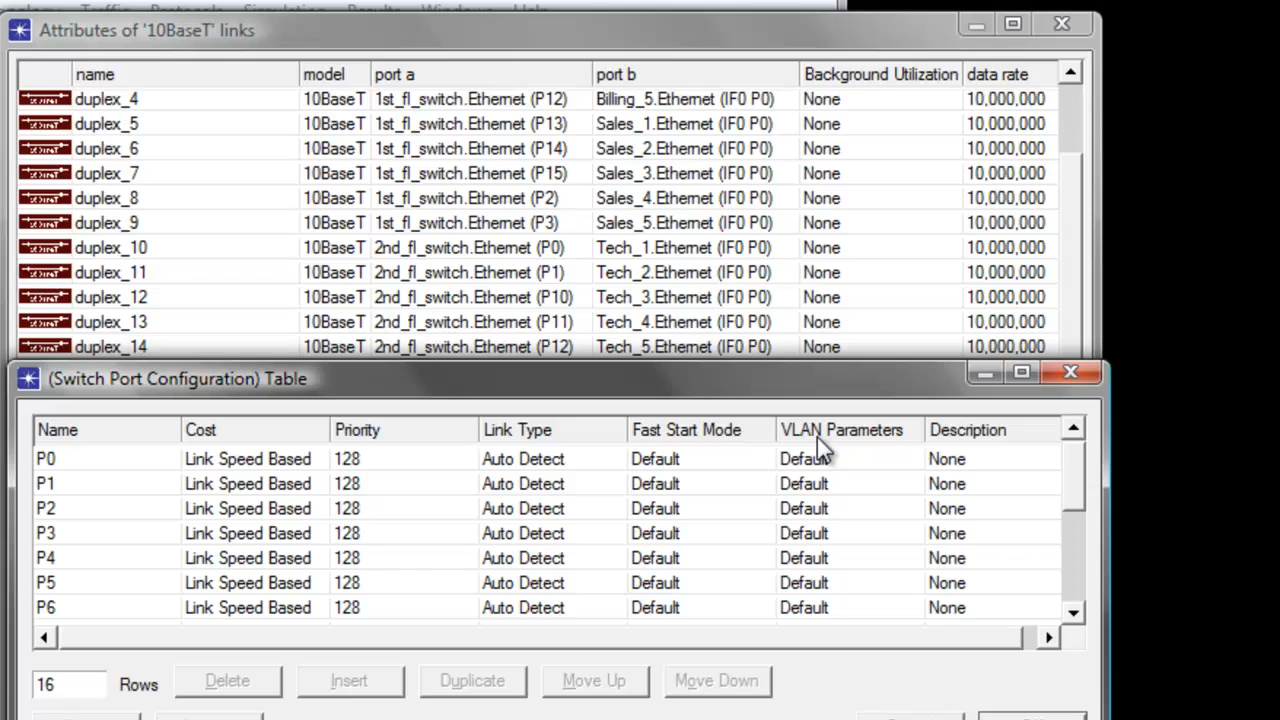 Attributes of '10BaseT' links
name model port a port b Background Utilization data rate
duplex_4 10BaseT 1st_fl_switch.Ethernet (P12) Billing_5.Ethernet (IF0 P0) None 10,000,000
duplex_5 10BaseT 1st_fl_switch.Ethernet (P13) Sales_1.Ethernet (IF0 P0) None 10,000,000
duplex_6 10BaseT 1st_fl_switch.Ethernet (P14) Sales_2.Ethernet (IF0 P0) None 10,000,000
duplex_7 10BaseT 1st_fl_switch.Ethernet (P15) Sales_3.Ethernet (IF0 P0) None 10,000,000
duplex_8 10BaseT 1st_fl_switch.Ethernet (P2) Sales_4.Ethernet (IF0 P0) None 10,000,000
duplex_9 10BaseT 1st_fl_switch.Ethernet (P3) Sales_5.Ethernet (IF0 P0) None 10,000,000
duplex_10 10BaseT 2nd_fl_switch.Ethernet (P0) Tech_1.Ethernet (IF0 P0) None 10,000,000
duplex_11 10BaseT 2nd_fl_switch.Ethernet (P1) Tech_2.Ethernet (IF0 P0) None 10,000,000
duplex_12 10BaseT 2nd_fl_switch.Ethernet (P10) Tech_3.Ethernet (IF0 P0) None 10,000,000
duplex_13 10BaseT 2nd_fl_switch.Ethernet (P11) Tech_4.Ethernet (IF0 P0) None 10,000,000
duplex_14 10BaseT 2nd_fl_switch.Ethernet (P12) Tech_5.Ethernet (IF0 P0) None 10,000,000
(Switch Port Configuration) Table
Name Cost Priority Link Type Fast Start Mode VLAN Parameters Description
P0 Link Speed Based 128 Auto Detect Default Default None
P1 Link Speed Based 128 Auto Detect Default Default None
P2 Link Speed Based 128 Auto Detect Default Default None
P3 Link Speed Based 128 Auto Detect Default Default None
P4 Link Speed Based 128 Auto Detect Default Default None
P5 Link Speed Based 128 Auto Detect Default Default None
P6 Link Speed Based 128 Auto Detect Default Default None
16 Rows Delete Insert Duplicate Move Up Move Down